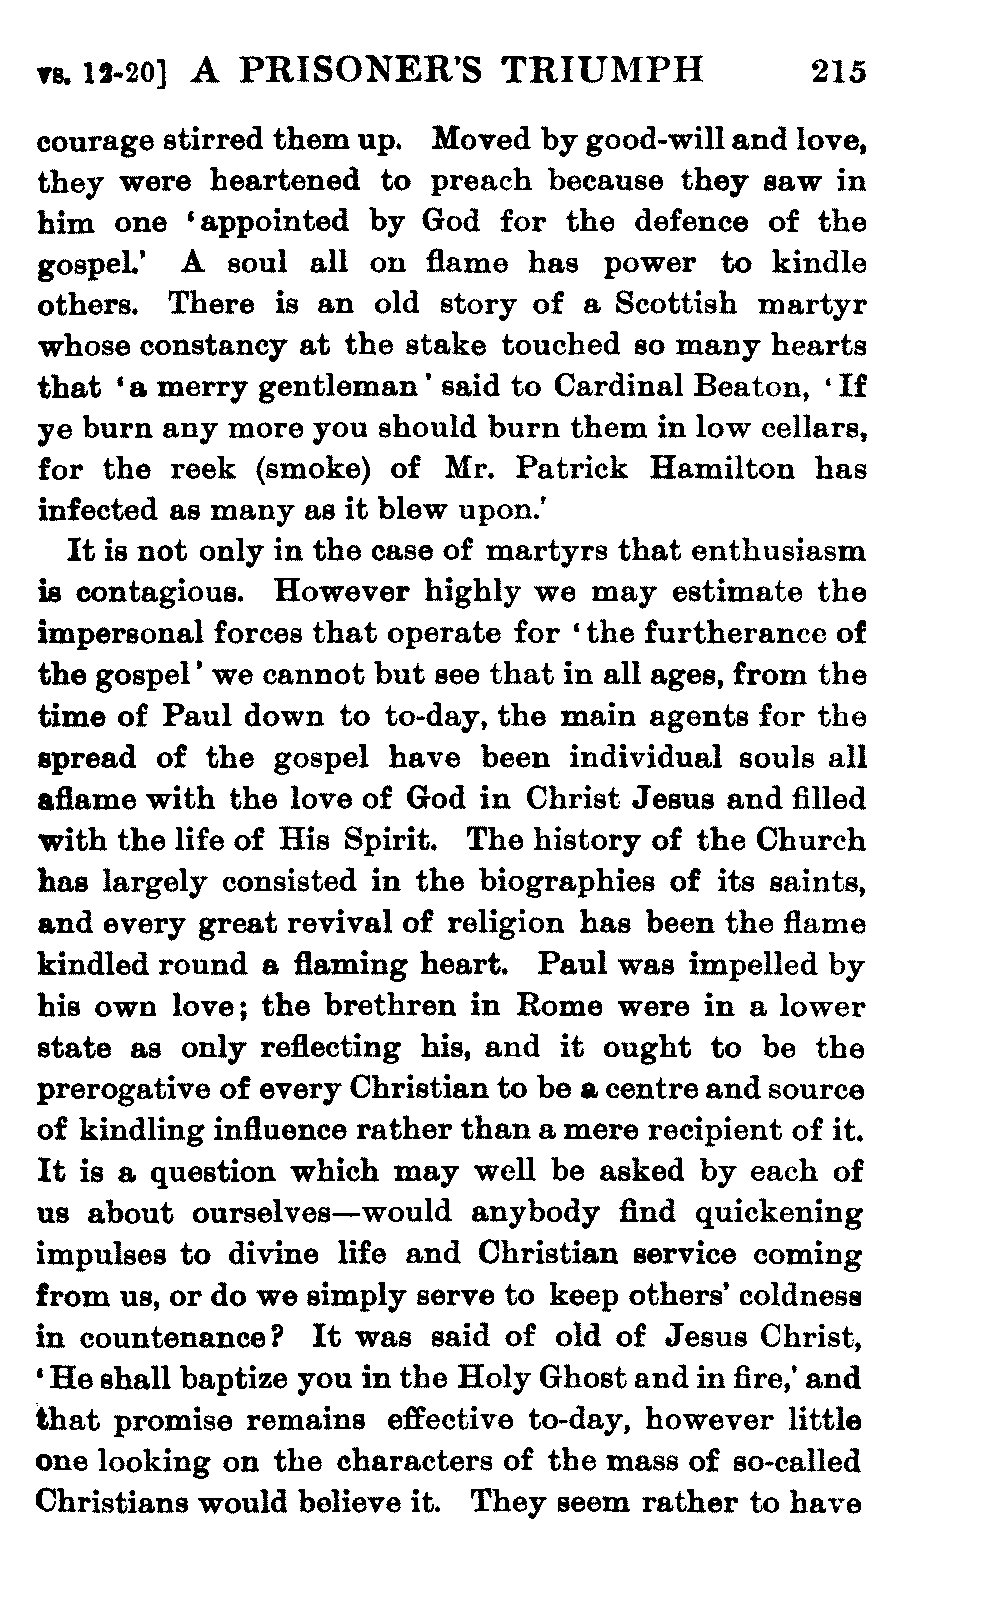 vs. 12-20] A PRISONER'S TRIUMPH 215
courage stirred them up. Moved by good-will and love,
they were heartened to preach because they saw in
him one 'appointed by God for the defence of the
gospel.' A soul all on flame has power to kindle
others. There is an old story of a Scottish martyr
whose constancy at the stake touched so many hearts
that 'a merry gentleman' said to Cardinal Beaton, 'If
ye burn any more you should burn them in low cellars,
for the reek (smoke) of Mr. Patrick Hamilton has
infected as many as it blew upon.'
It is not only in the case of martyrs that enthusiasm
is contagious. However highly we may estimate the
impersonal forces that operate for 'the furtherance of
the gospel' we cannot but see that in all ages, from the
time of Paul down to to-day, the main agents for the
spread of the gospel have been individual souls all
aflame with the love of God in Christ Jesus and filled
with the life of His Spirit. The history of the Church
has largely consisted in the biographies of its saints,
and every great revival of religion has been the flame
kindled round a flaming heart. Paul was impelled by
his own love; the brethren in Rome were in a lower
state as only reflecting his, and it ought to be the
prerogative of every Christian to be a centre and source
of kindling influence rather than a mere recipient of it.
It is a question which may well be asked by each of
us about ourselves—would anybody find quickening
impulses to divine life and Christian service coming
from us, or do we simply serve to keep others' coldness
in countenance? It was said of old of Jesus Christ,
'He shall baptize you in the Holy Ghost and in fire,' and
that promise remains effective to-day, however little
one looking on the characters of the mass of so-called
Christians would believe it. They seem rather to have